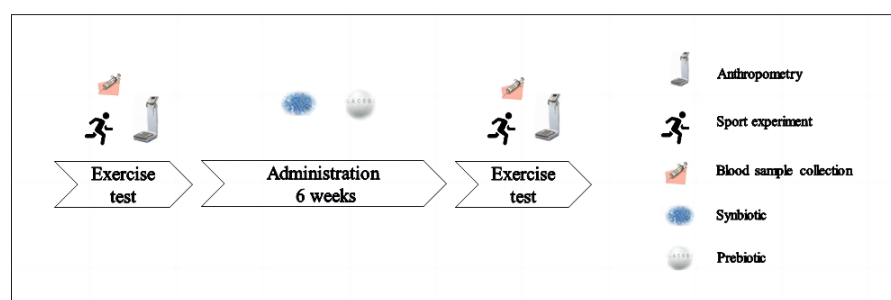 Exercise
test
Administration
6 weeks
Exercise
test
Anthropometry
Sport experiment
Blood sample collection
Synbiotic
Prebiotic